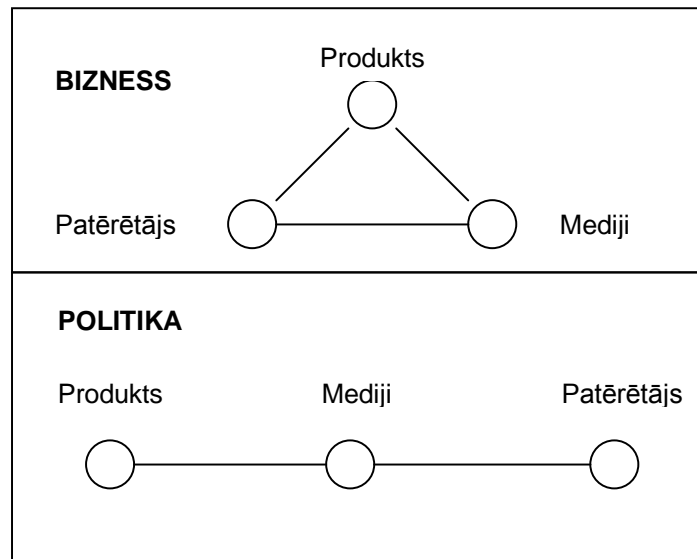 Produkts
BIZNESS
Patērētājs Mediji
POLITIKA
Produkts Mediji Patērētājs